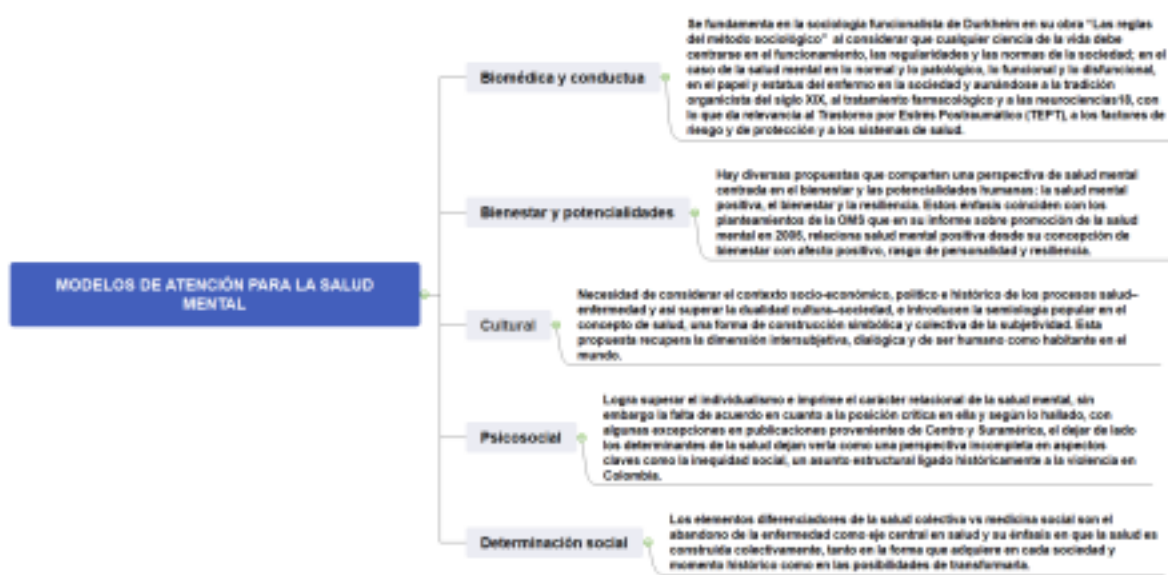 MODELOS DE ATENCIÓN PARA LA SALUD
MENTAL
Biomédica y conductua
Se fundamenta en la sociología funcionalista de Durkheim en su obra "Las reglas
del método sociológico" al considerar que cualquier ciencia de la vida debe
centrarse en el funcionamiento, las regularidades y las normas de la sociedad; en el
caso de la salud mental en lo normal y lo patológico, lo funcional y lo disfuncional,
en el papel y estatus del enfermo en la sociedad y aunándose a la tradición
organicista del siglo XIX, al tratamiento farmacológico y a las neurociencias18, con
lo que da relevancia al Trastorno por Estrés Postraumático (TEPT), a los factores de
riesgo y de protección y a los sistemas de salud.
Bienestar y potencialidades
Hay diversas propuestas que comparten una perspectiva de salud mental
centrada en el bienestar y las potencialidades humanas: la salud mental
positiva, el bienestar y la resiliencia. Estos énfasis coinciden con los
planteamientos de la OMS que en su informe sobre promoción de la salud
mental en 2005, relaciona salud mental positiva desde su concepción de
bienestar con afecto positivo, rasgo de personalidad y resiliencia.
Cultural
Necesidad de considerar el contexto socio-económico, político e histórico de los procesos salud–
enfermedad y así superar la dualidad cultura–sociedad, e introducen la semiología popular en el
concepto de salud, una forma de construcción simbólica y colectiva de la subjetividad. Esta
propuesta recupera la dimensión intersubjetiva, dialógica y de ser humano como habitante en el
mundo.
Psicosocial
Logra superar el individualismo e imprime el carácter relacional de la salud mental, sin
embargo la falta de acuerdo en cuanto a la posición crítica en ella y según lo hallado, con
algunas excepciones en publicaciones provenientes de Centro y Suramérica, el dejar de lado
los determinantes de la salud dejan verla como una perspectiva incompleta en aspectos
claves como la inequidad social, un asunto estructural ligado históricamente a la violencia en
Colombia.
Determinación social
Los elementos diferenciadores de la salud colectiva vs medicina social son el
abandono de la enfermedad como eje central en salud y su énfasis en que la salud es
construida colectivamente, tanto en la forma que adquiere en cada sociedad y
momento histórico como en las posibilidades de transformarla.